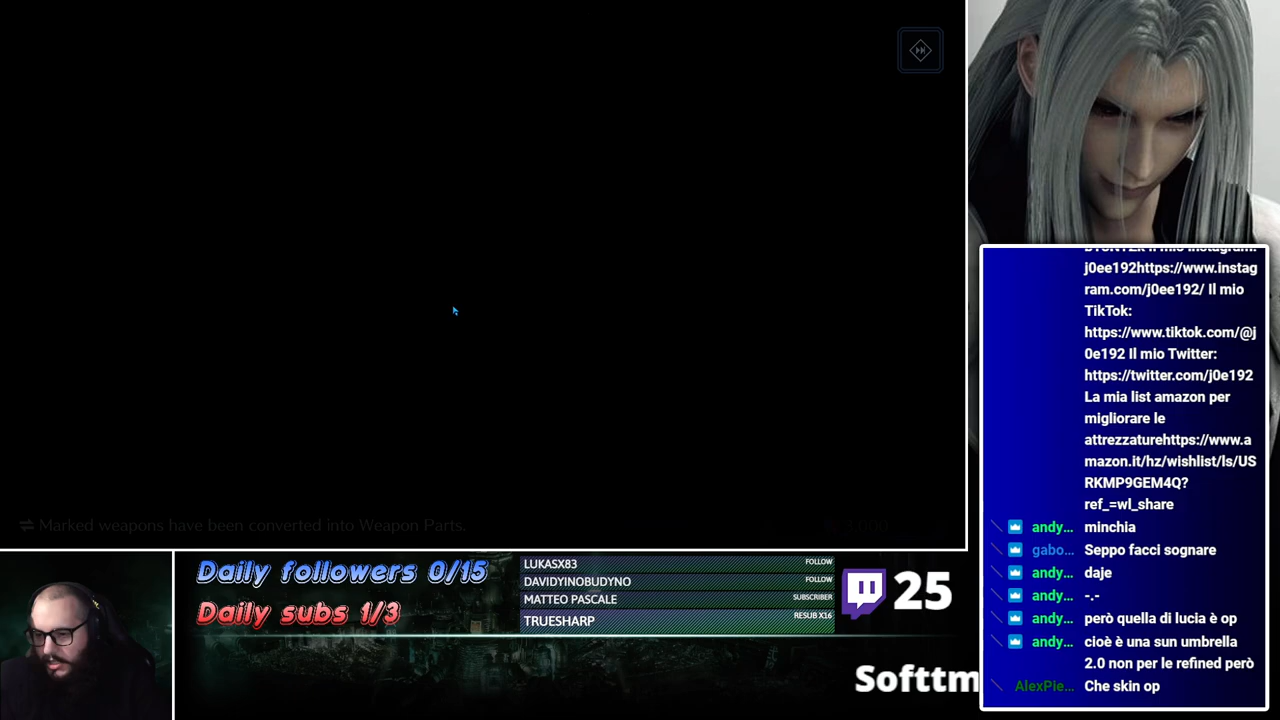 Marked weapons have been converted into Weapon Parts.
j0ee192https://www.instag
ram.com/j0ee192/ Il mio
TikTok:
https://www.tiktok.com/@j
0e192 Il mio Twitter:
https://twitter.com/j0e192
La mia list amazon per
migliorare le
attrezzaturehttps://www.a
mazon.it/hz/wishlist/ls/US
RKMP9GEM4Q?
ref_=wl_share
andy... minchia
gabo... Seppo facci sognare
andy... daje
andy... -.-
andy... però quella di lucia è op
andy... cioè è una sun umbrella
2.0 non per le refined però
AlexPie... Che skin op
Daily followers 0/15
Daily subs 1/3
LUKASX83 FOLLOW
DAVIDYINOBUDYNO FOLLOW
MATTEO PASCALE SUBSCRIBER
TRUESHARP RESUB X16
25
Softtm